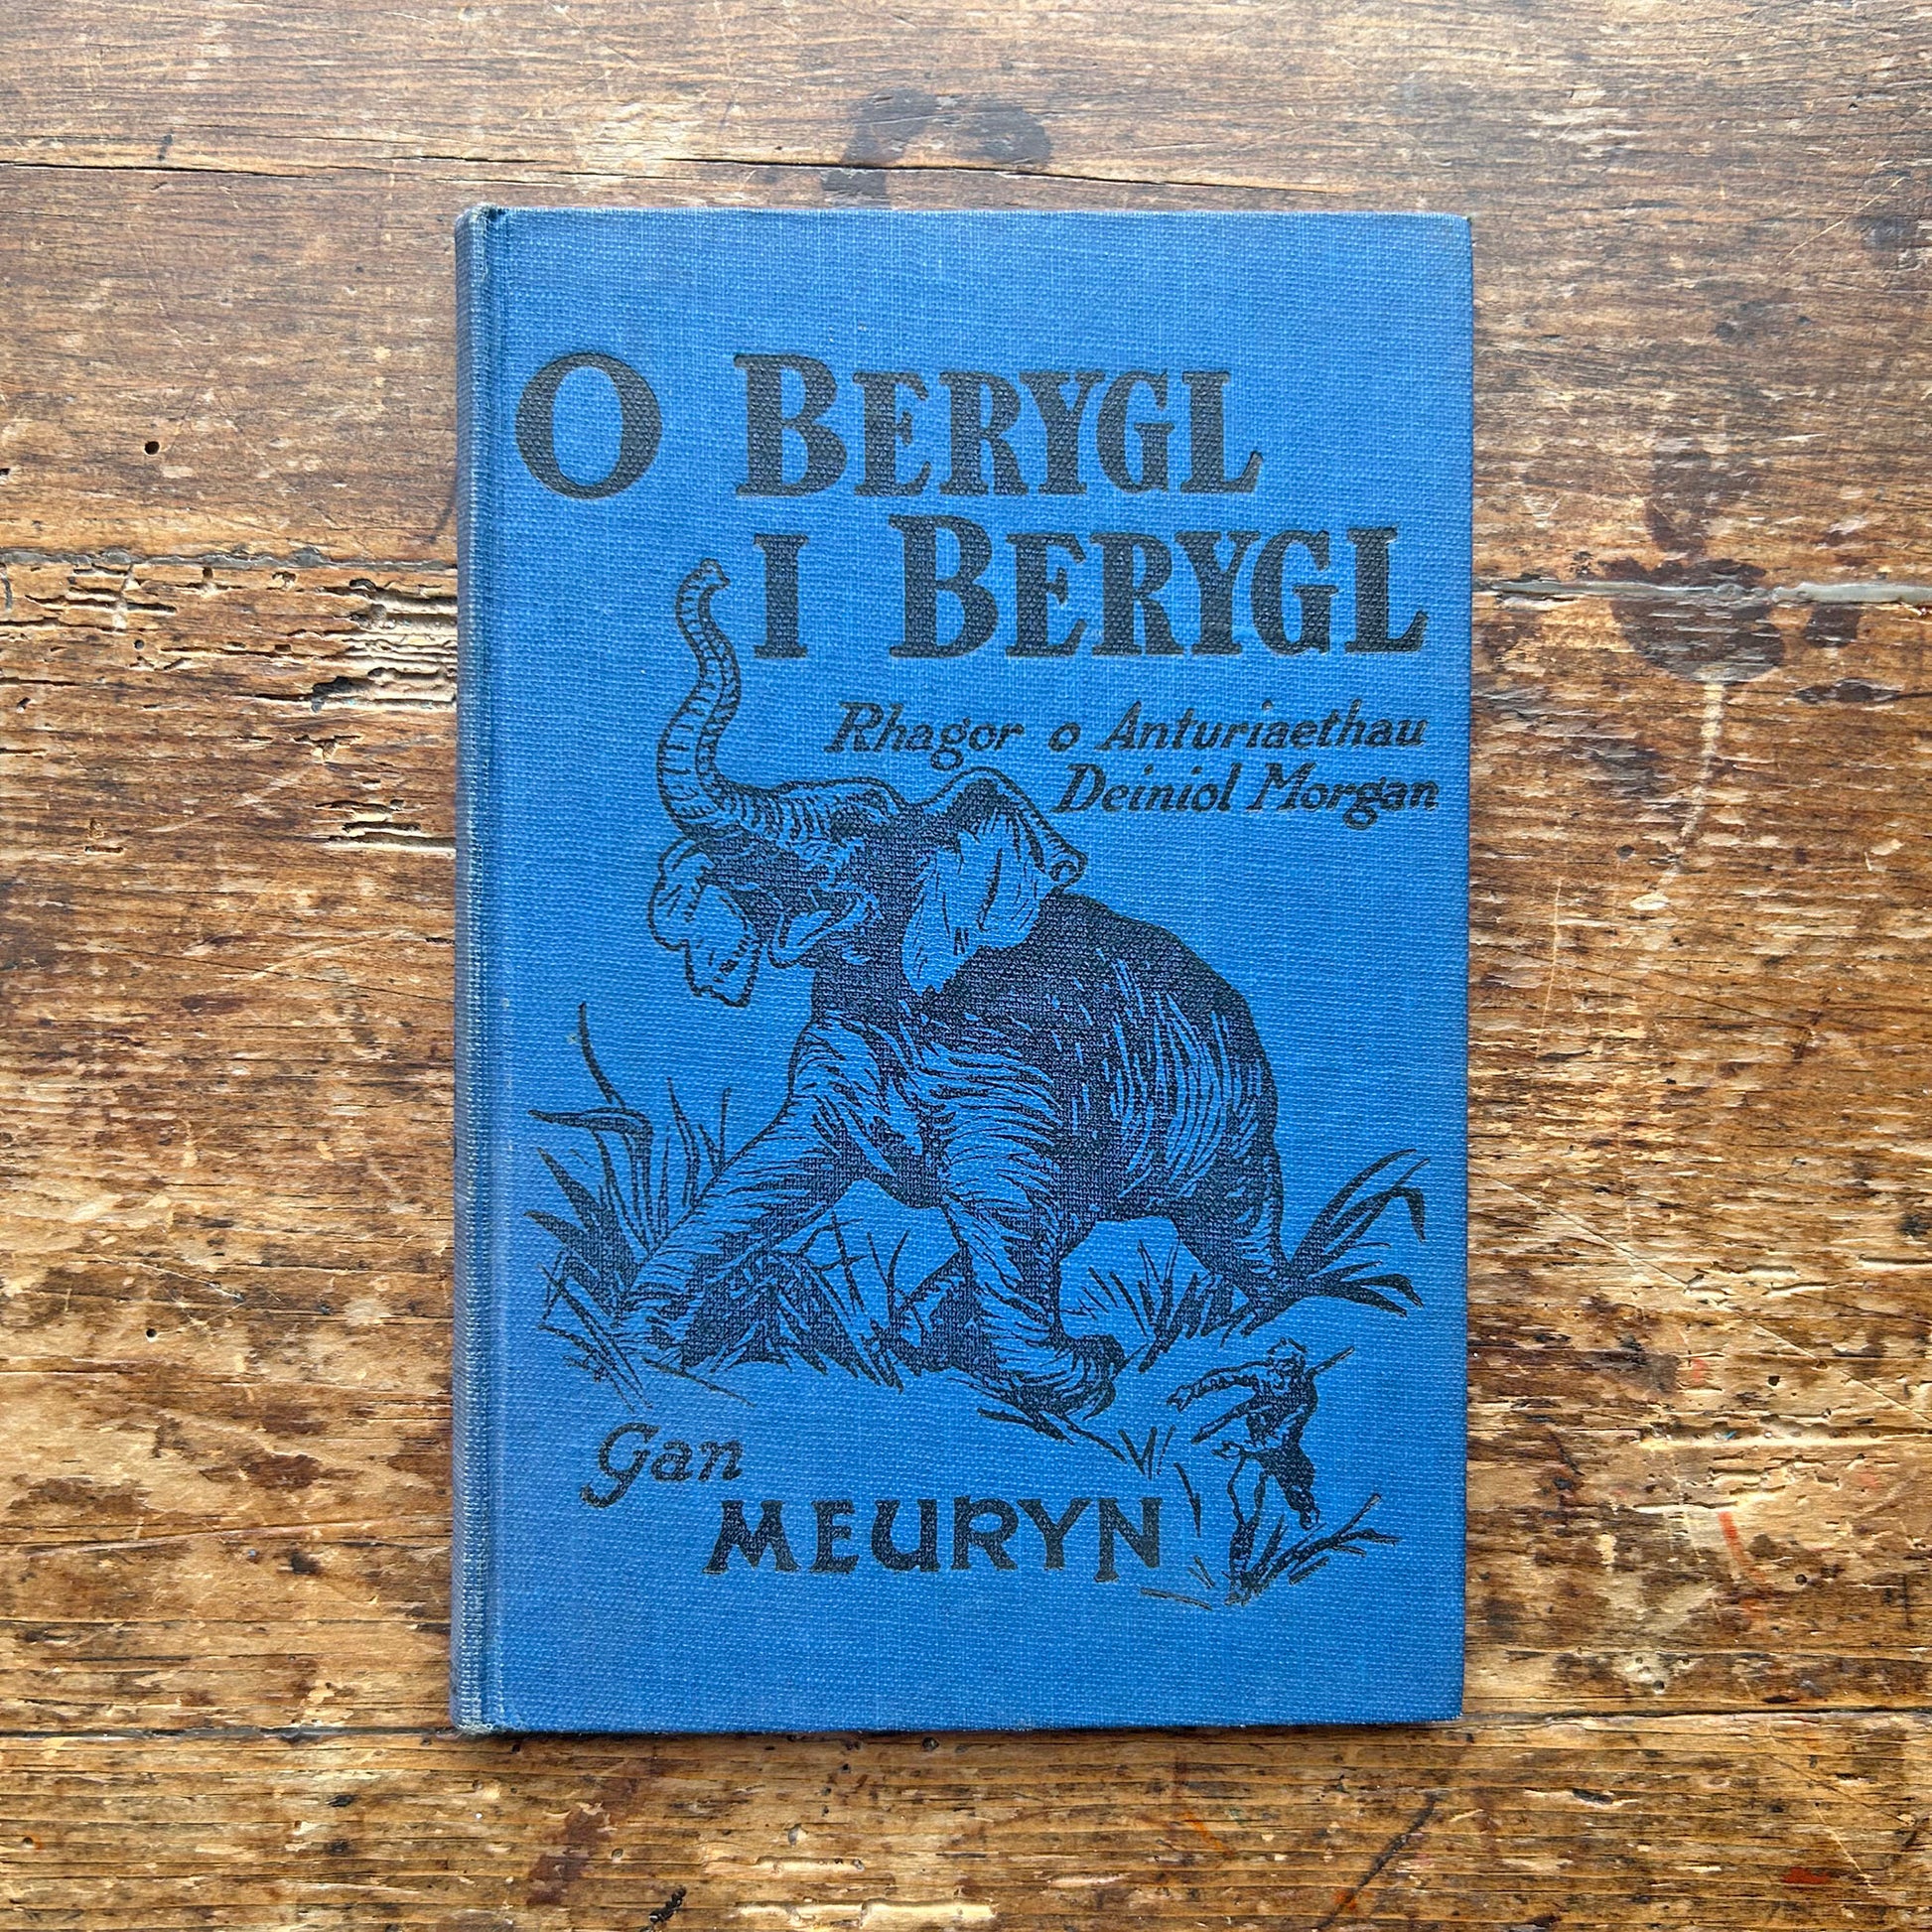 O BERYGL
I BERYGL
Rhagor o Anturiaethau
Deiniol Morgan
Gan
MEURYN